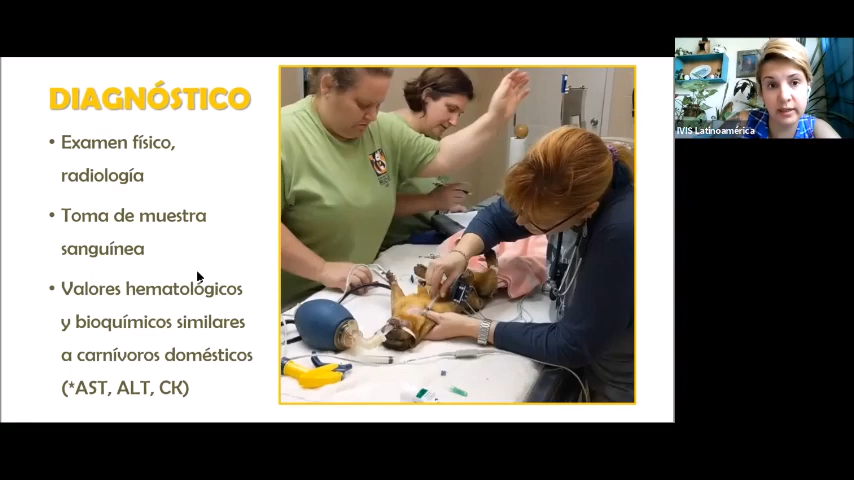 DIAGNÓSTICO
• Examen físico,
radiología
• Toma de muestra
sanguínea
• Valores hematológicos
y bioquímicos similares
a carnívoros domésticos
(*AST, ALT, CK)
IVIS Latinoamérica